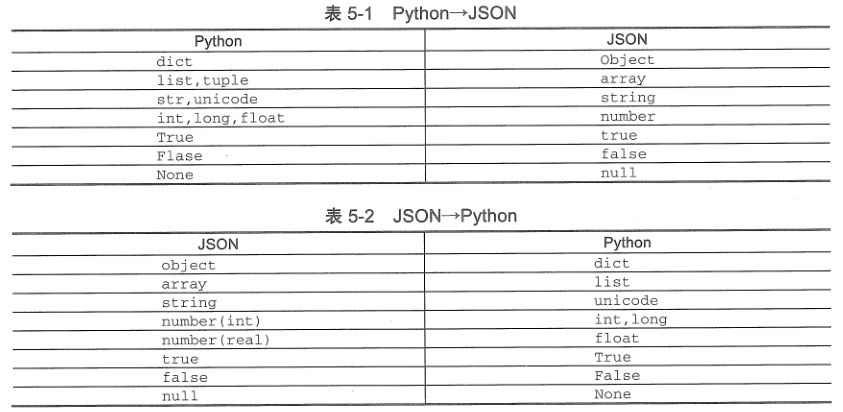 表 5-1 Python→JSON
Python JSON
dict Object
list,tuple array
str,unicode string
int,long,float number
True true
Flase false
None null
表 5-2 JSON→Python
JSON Python
object dict
array list
string unicode
number(int) int,long
number(real) float
true True
false False
null None